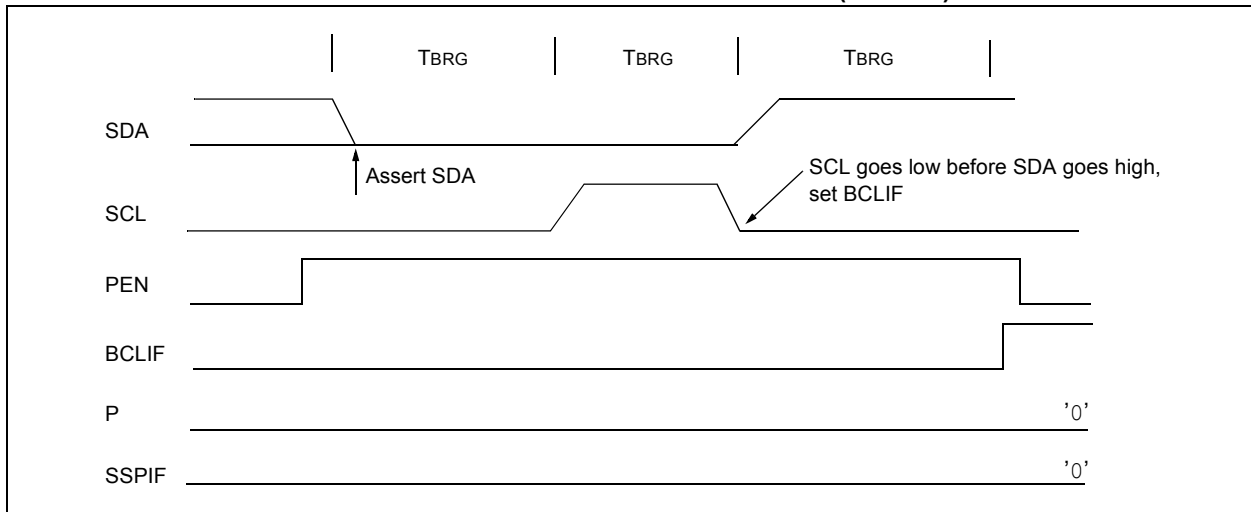 TBRG TBRG TBRG
SDA
Assert SDA
SCL goes low before SDA goes high,
set BCLIF
SCL
PEN
BCLIF
P '0'
SSPIF '0'